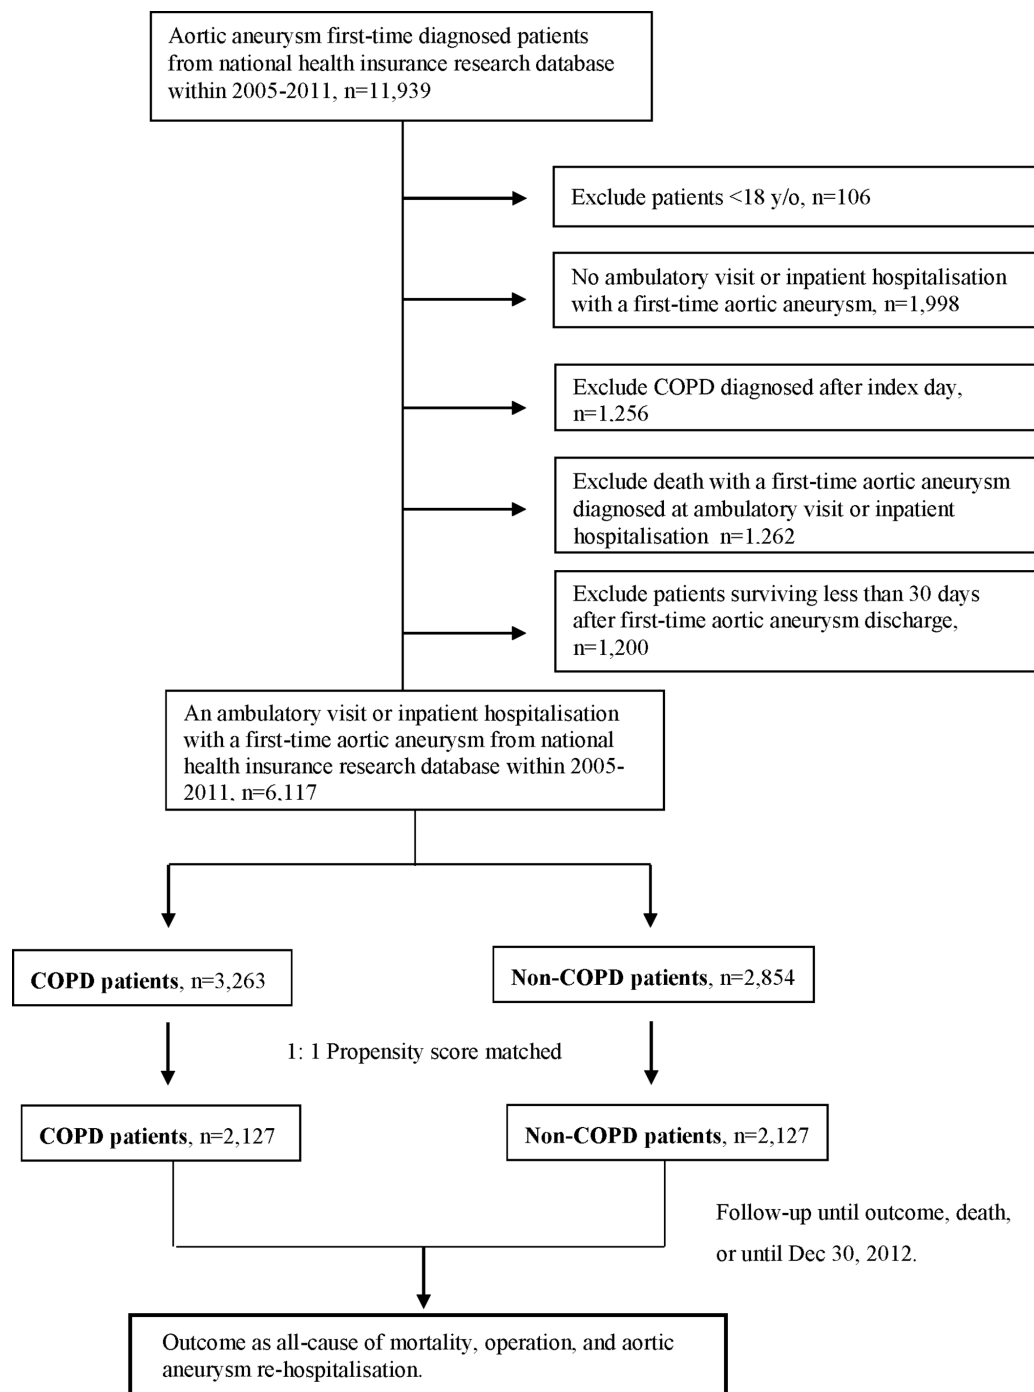 Aortic aneurysm first-time diagnosed patients
from national health insurance research database
within 2005-2011, n=11,939
Exclude patients <18 y/o, n=106
No ambulatory visit or inpatient hospitalisation
with a first-time aortic aneurysm, n=1,998
Exclude COPD diagnosed after index day,
n=1,256
Exclude death with a first-time aortic aneurysm
diagnosed at ambulatory visit or inpatient
hospitalisation n=1,262
Exclude patients surviving less than 30 days
after first-time aortic aneurysm discharge,
n=1,200
An ambulatory visit or inpatient hospitalisation
with a first-time aortic aneurysm from national
health insurance research database within 2005-
2011, n=6,117
COPD patients, n=3,263
Non-COPD patients, n=2,854
1: 1 Propensity score matched
COPD patients, n=2,127
Non-COPD patients, n=2,127
Follow-up until outcome, death,
or until Dec 30, 2012.
Outcome as all-cause of mortality, operation, and aortic
aneurysm re-hospitalisation.